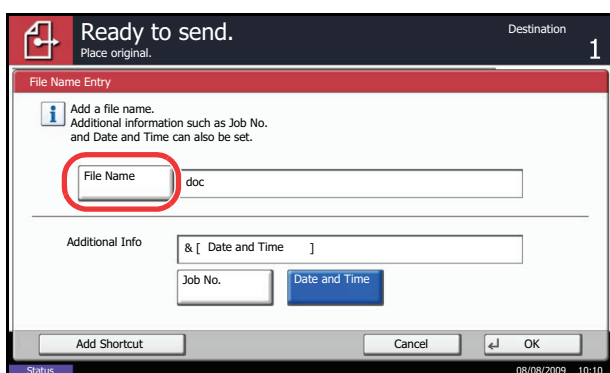 Ready to send.
Destination
Place original.
1
File Name Entry
i
Add a file name.
Additional information such as Job No.
and Date and Time can also be set.
File Name
doc
Additional Info
& [ Date and Time ]
Job No.
Date and Time
Add Shortcut
Cancel
OK
Status
08/08/2009 10:10